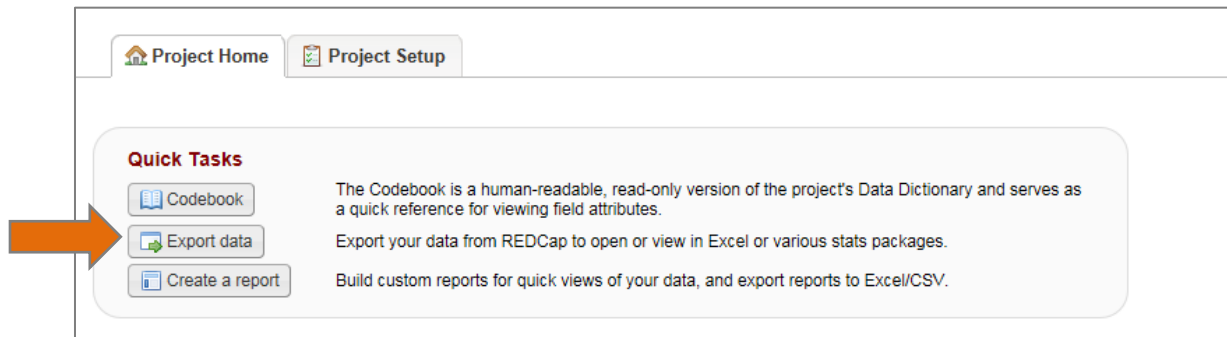 Project Home
Project Setup
Quick Tasks
Codebook
The Codebook is a human-readable, read-only version of the project's Data Dictionary and serves as
a quick reference for viewing field attributes.
Export data
Export your data from REDCap to open or view in Excel or various stats packages.
Create a report
Build custom reports for quick views of your data, and export reports to Excel/CSV.